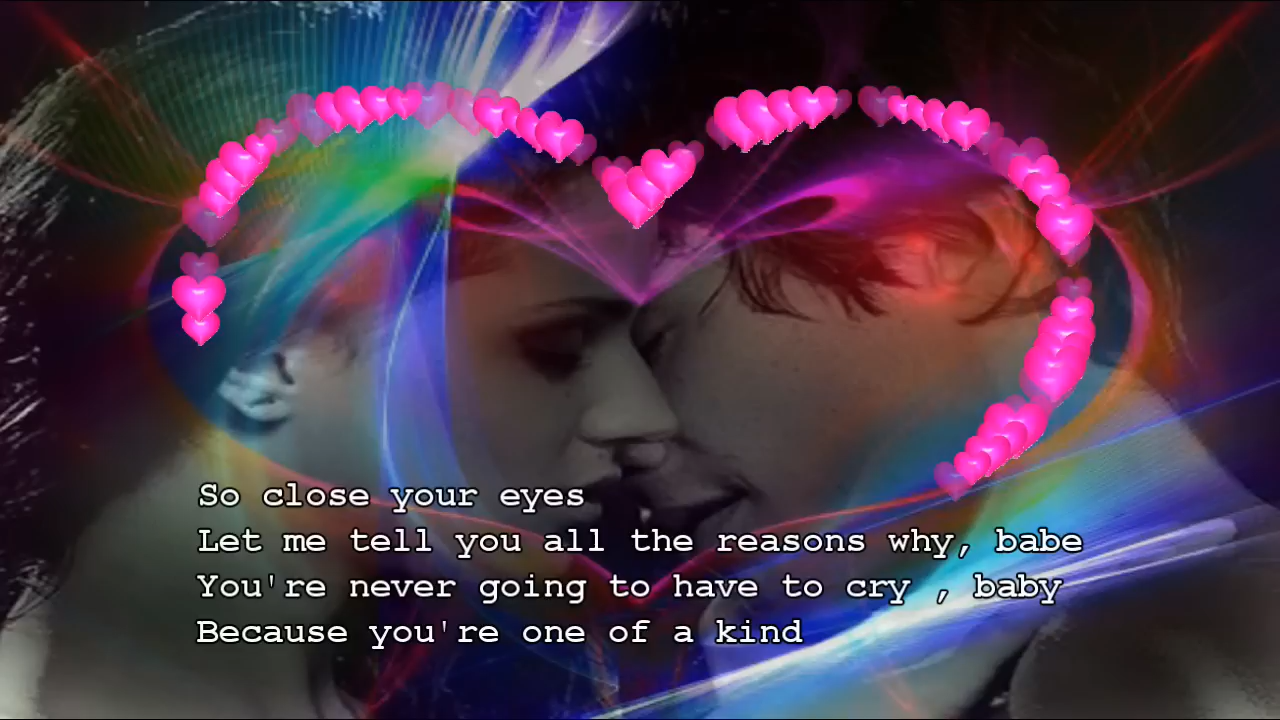 So close your eyes
Let me tell you all the reasons why, babe
You're never going to have to cry , baby
Because you're one of a kind